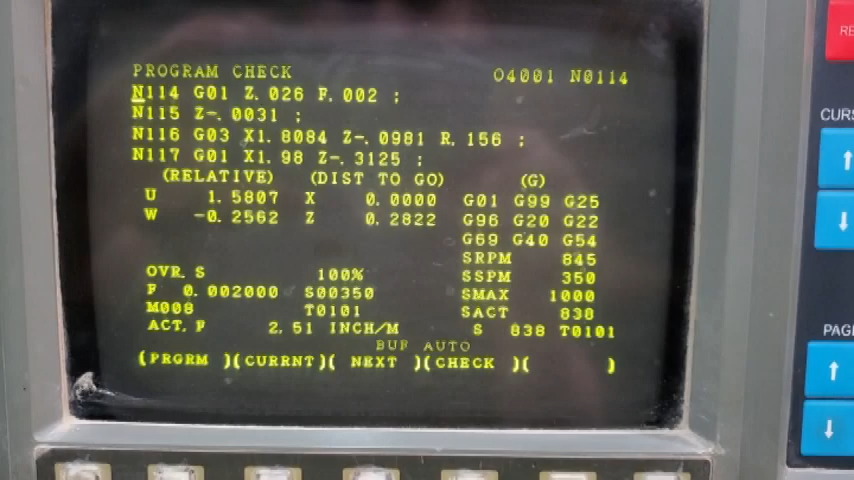 PROGRAM CHECK O4001 N0114
N114 G01 Z.026 F.002 ;
N115 Z-.0031 ;
N116 G03 X1.8084 Z-.0981 R.156 ;
N117 G01 X1.98 Z-.3125 ;
(RELATIVE) (DIST TO GO) (G)
U 1.5807 X 0.0000 G01 G99 G25
W -0.2562 Z 0.2822 G96 G20 G22
G69 G40 G54
SRPM 845
OVR. S 100% SSPM 350
F 0.002000 S00350 SMAX 1000
M008 T0101 SACT 838
ACT. F 2.51 INCH/M S 838 T0101
BUF AUTO
(PRGRM )(CURRNT)( NEXT )(CHECK )( )
RE
CURS
PAG